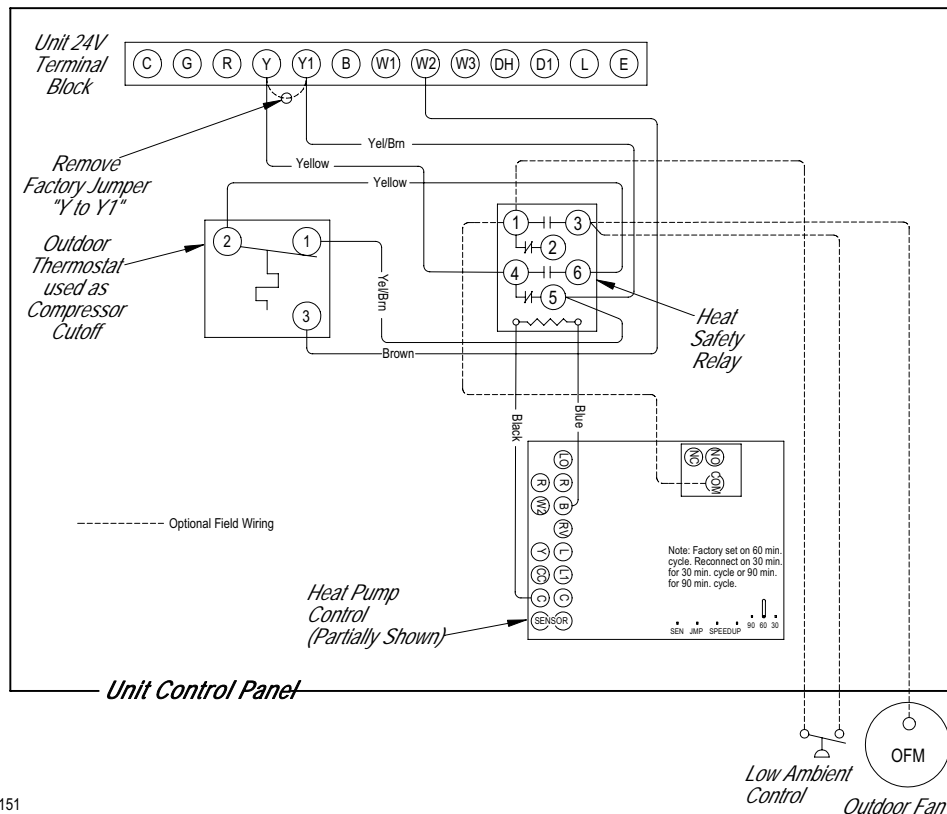 Unit 24V
Terminal
Block
C G R Y Y1 B W1 W2 W3 DH D1 L E
Remove
Factory Jumper
"Y to Y1"
Yel/Brn
Yellow
Yellow
Outdoor
Thermostat
used as
Compressor
Cutoff
2 1
3
Yel/Brn
Brown
1 3
2
4 6
5
Heat
Safety
Relay
Black
Blue
LO
R R
W2 B
RV
Y L
CC L1
C C
SENSOR
NC NO
COM
Note: Factory set on 60 min.
cycle. Reconnect on 30 min.
for 30 min. cycle or 90 min.
for 90 min. cycle.
SEN JMP SPEEDUP 90 60 30
Optional Field Wiring
Heat Pump
Control
(Partially Shown)
Unit Control Panel
Low Ambient
Control
OFM
Outdoor Fan
151